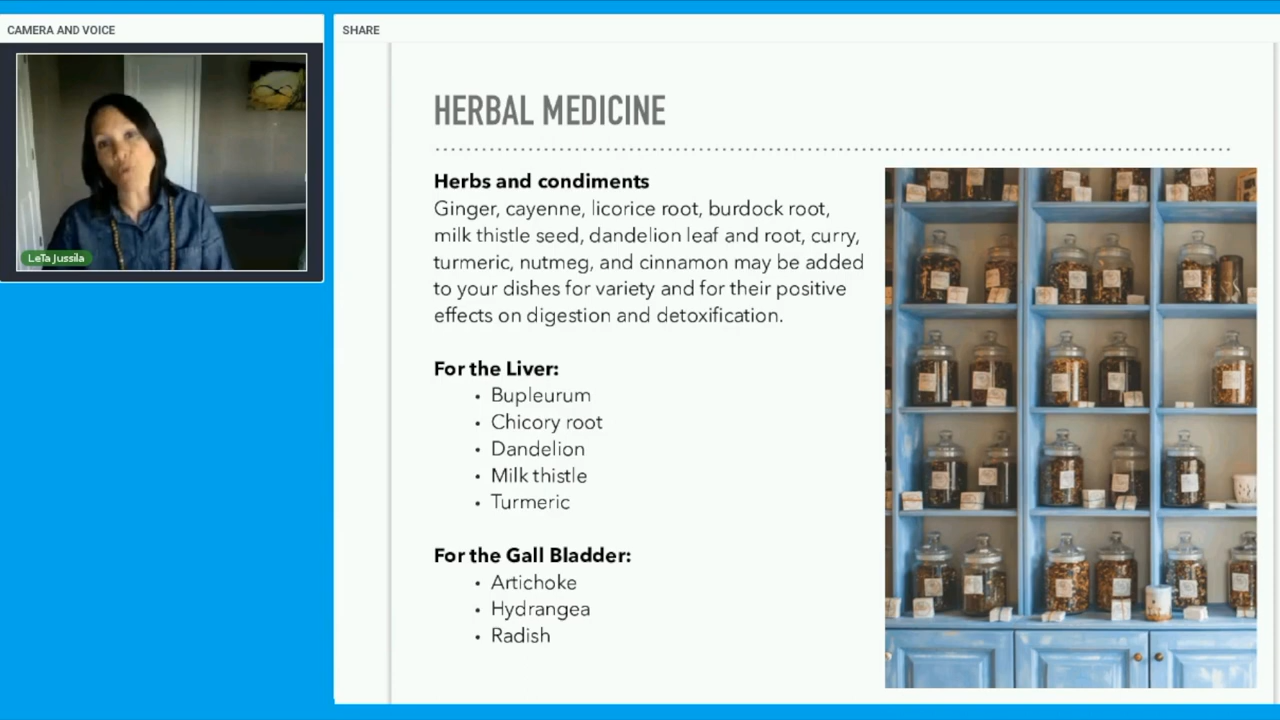 CAMERA AND VOICE
SHARE
LeTa Jussila
HERBAL MEDICINE
Herbs and condiments
Ginger, cayenne, licorice root, burdock root,
milk thistle seed, dandelion leaf and root, curry,
turmeric, nutmeg, and cinnamon may be added
to your dishes for variety and for their positive
effects on digestion and detoxification.
For the Liver:
• Bupleurum
• Chicory root
• Dandelion
• Milk thistle
• Turmeric
For the Gall Bladder:
• Artichoke
• Hydrangea
• Radish